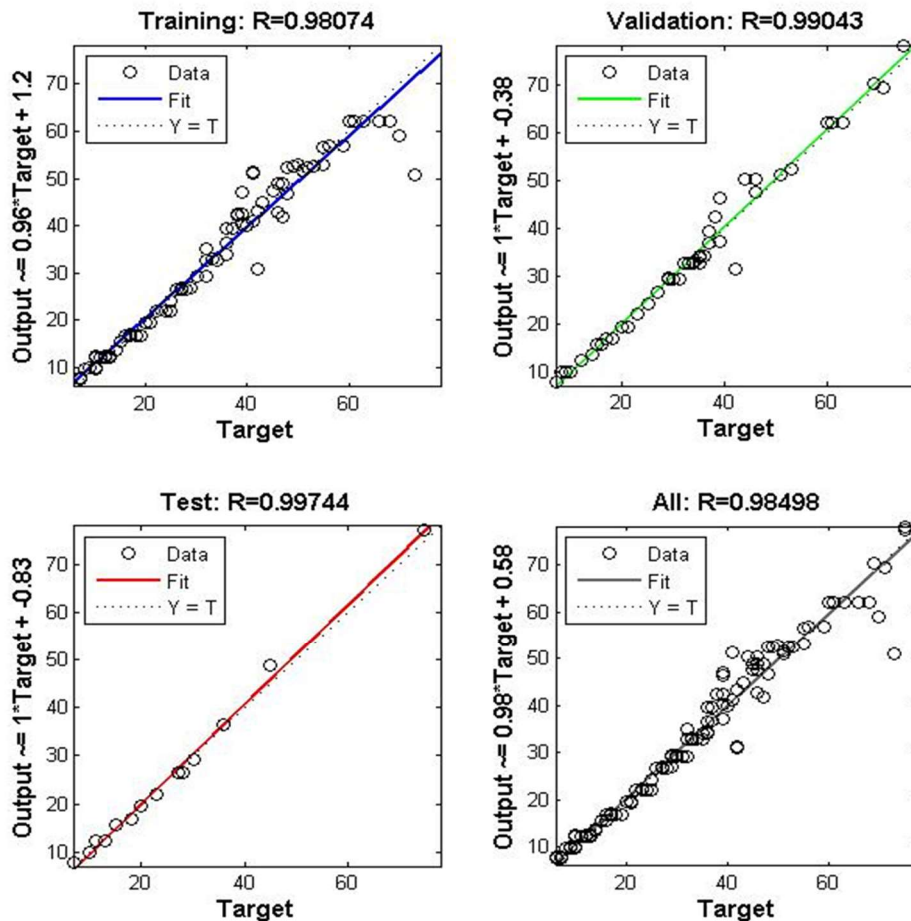 Training: R=0.98074
Output ~= 0.96*Target + 1.2
70
60
50
40
30
20
10
Data
Fit
Y = T
20
40
60
Target
Validation: R=0.99043
Output ~= 1*Target + -0.38
70
60
50
40
30
20
10
Data
Fit
Y = T
20
40
60
Target
Test: R=0.99744
Output ~= 1*Target + -0.83
70
60
50
40
30
20
10
Data
Fit
Y = T
20
40
60
Target
All: R=0.98498
Output ~= 0.98*Target + 0.58
70
60
50
40
30
20
10
Data
Fit
Y = T
20
40
60
Target